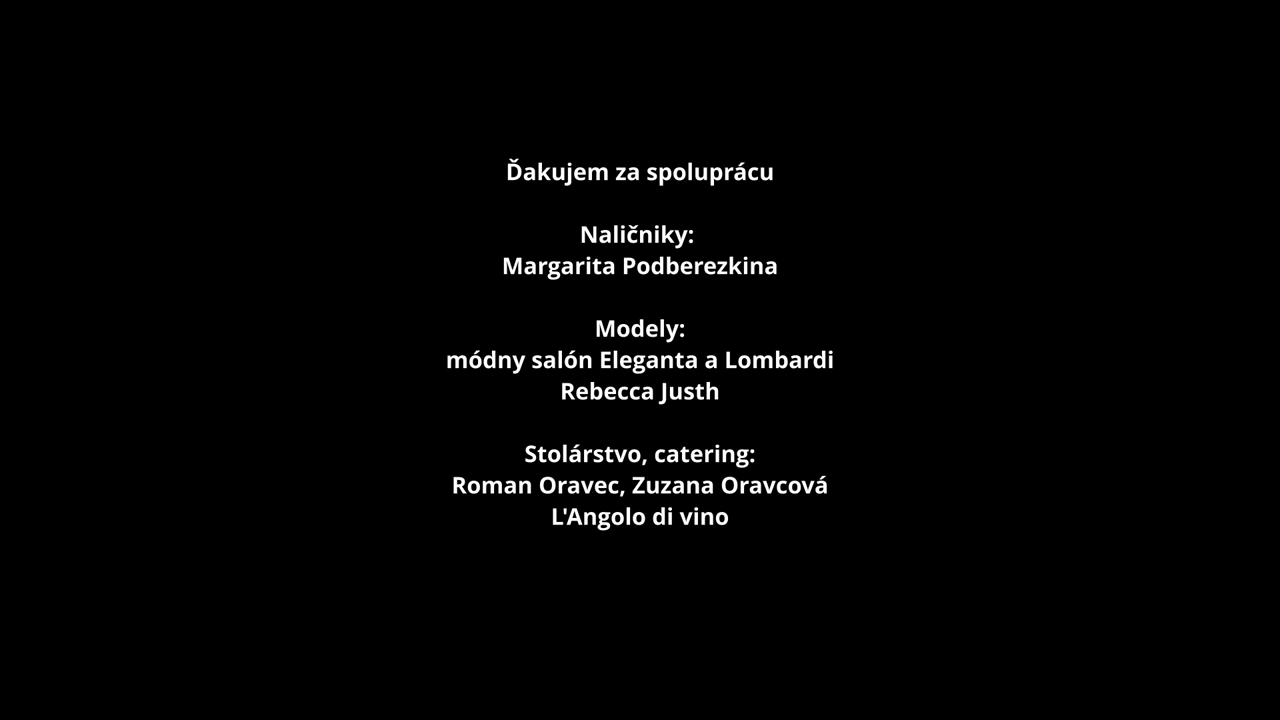 Ďakujem za spoluprácu
Naličniky:
Margarita Podberezkina
Modely:
módny salón Eleganta a Lombardi
Rebecca Justh
Stolárstvo, catering:
Roman Oravec, Zuzana Oravcová
L'Angolo di vino